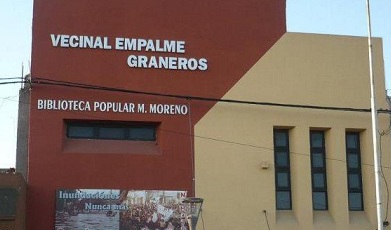 VECINAL EMPALME
GRANEROS
BIBLIOTECA POPULAR M. MORENO
Inundaciones
Nunca más